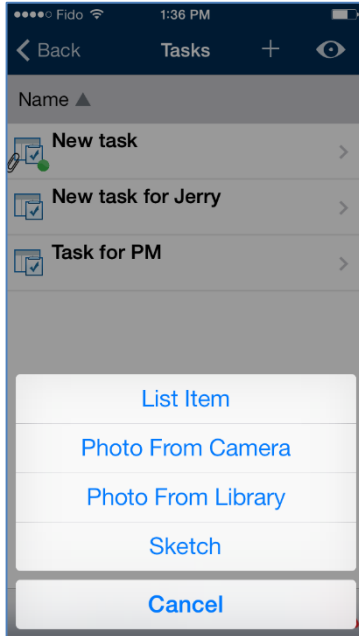 Fido 1:36 PM
Back Tasks +
Name ▲
New task
New task for Jerry
Task for PM
List Item
Photo From Camera
Photo From Library
Sketch
Cancel